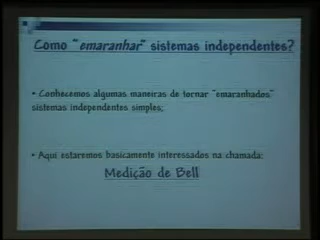 Como "emaranhar" sistemas independentes?
• Conhecemos algumas maneiras de tornar "emaranhados"
sistemas independentes simples;
• Aqui estaremos basicamente interessados na chamada:
Medição de Bell